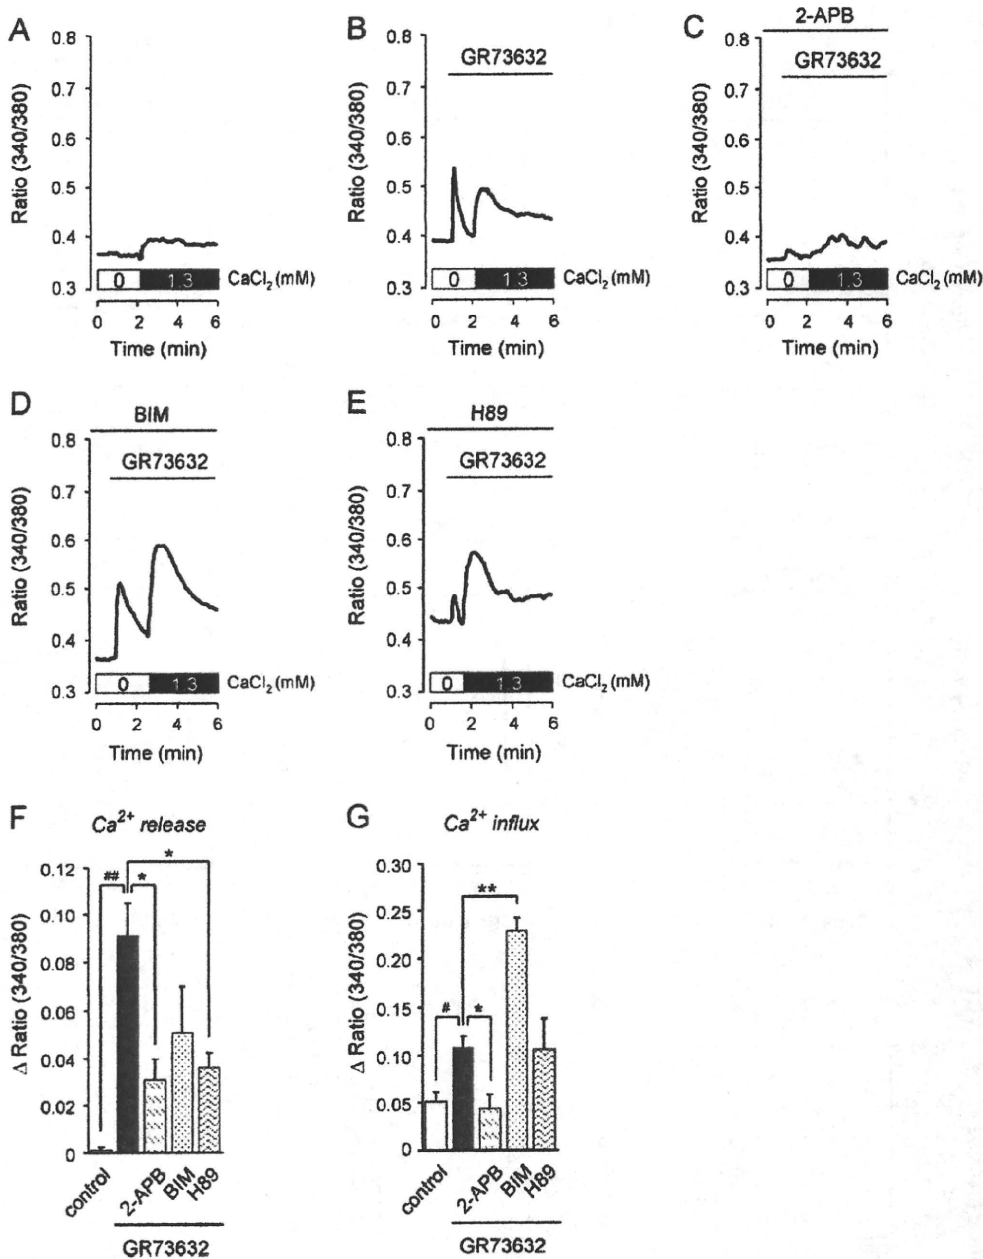 A
Ratio (340/380)
0.8
0.7
0.6
0.5
0.4
0.3
0
1.3
CaCl₂ (mM)
0 2 4 6
Time (min)
B
GR73632
Ratio (340/380)
0.8
0.7
0.6
0.5
0.4
0.3
0
1.3
CaCl₂ (mM)
0 2 4 6
Time (min)
C
2-APB
GR73632
Ratio (340/380)
0.8
0.7
0.6
0.5
0.4
0.3
0
1.3
CaCl₂ (mM)
0 2 4 6
Time (min)
D
BIM
GR73632
Ratio (340/380)
0.8
0.7
0.6
0.5
0.4
0.3
0
1.3
CaCl₂ (mM)
0 2 4 6
Time (min)
E
H89
GR73632
Ratio (340/380)
0.8
0.7
0.6
0.5
0.4
0.3
0
1.3
CaCl₂ (mM)
0 2 4 6
Time (min)
F
Ca²⁺ release
Δ Ratio (340/380)
0.12
0.10
0.08
0.06
0.04
0.02
0
## * *
control 2-APB BIM H89
GR73632
G
Ca²⁺ influx
Δ Ratio (340/380)
0.30
0.25
0.20
0.15
0.10
0.05
0
**
# *
control 2-APB BIM H89
GR73632